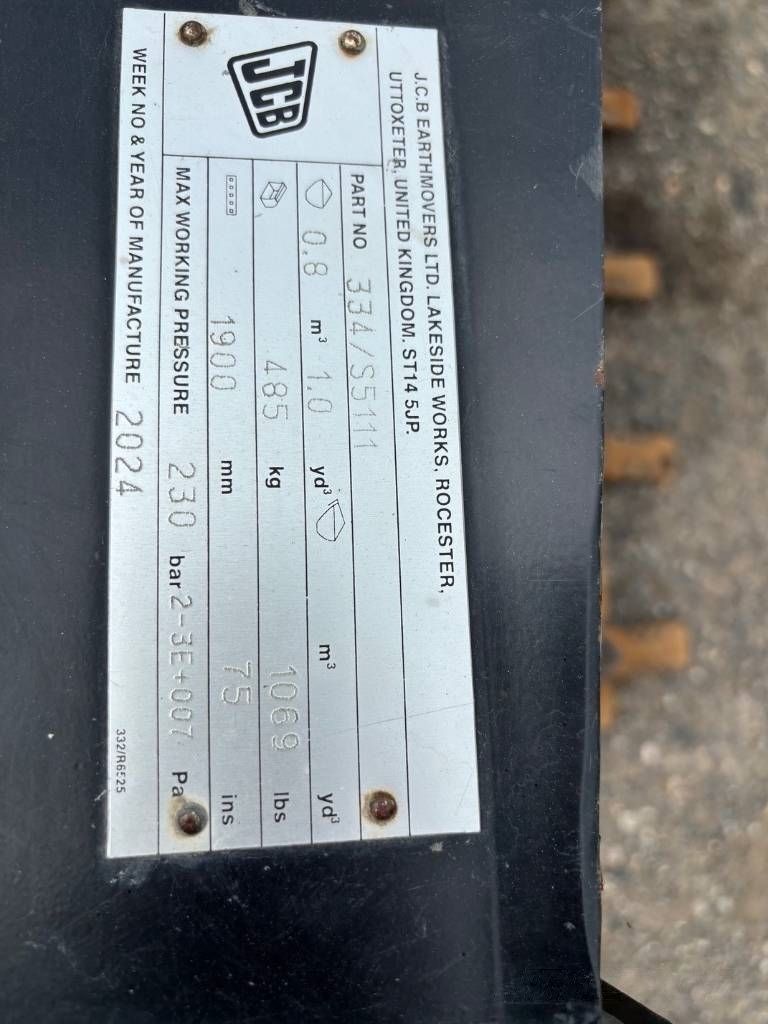 JCB
J.C.B EARTHMOVERS LTD. LAKESIDE WORKS, ROCESTER,
UTTOXETER, UNITED KINGDOM. ST14 5JP.
PART NO 334/S5111
0.8 m³ 1.0 yd³ m³ yd³
485 kg 1069 lbs
1900 mm 75 ins
MAX WORKING PRESSURE 230 bar 2-3E+007 Pa
WEEK NO & YEAR OF MANUFACTURE 2024
332/R6525